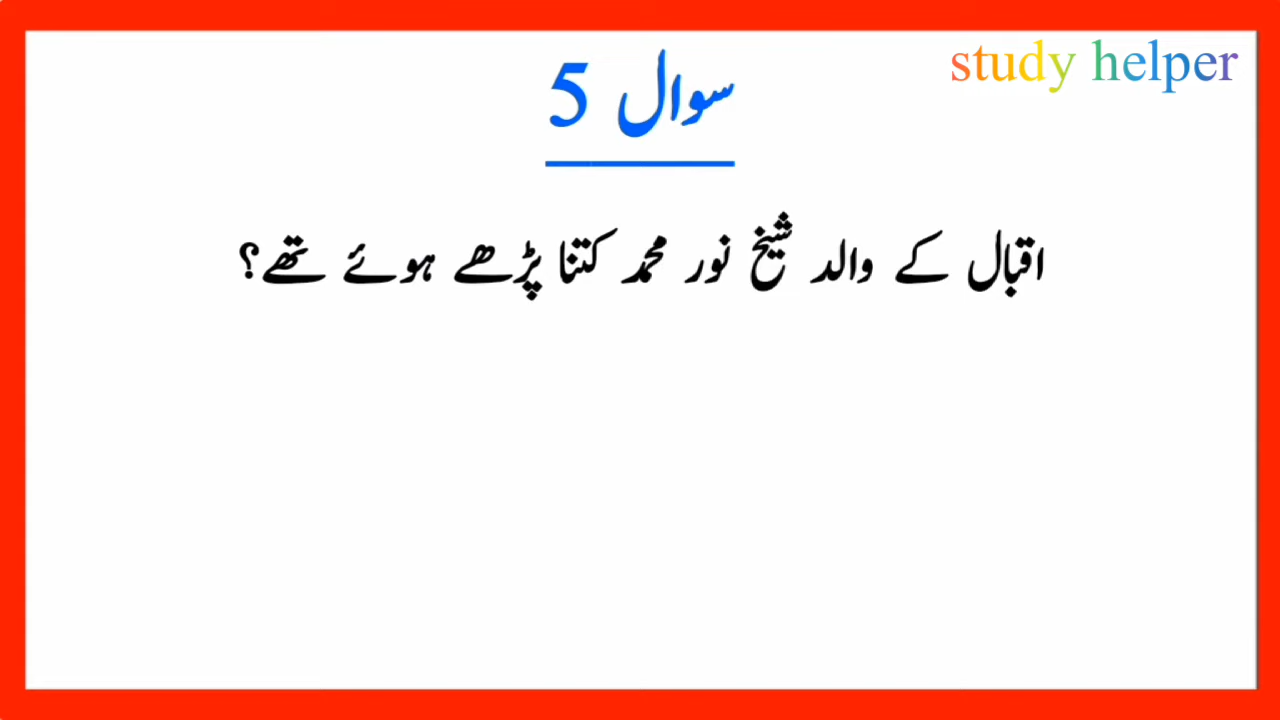 study helper
سوال 5
اقبال کے والد شیخ نور محمد کتنا پڑھے ہوئے تھے؟